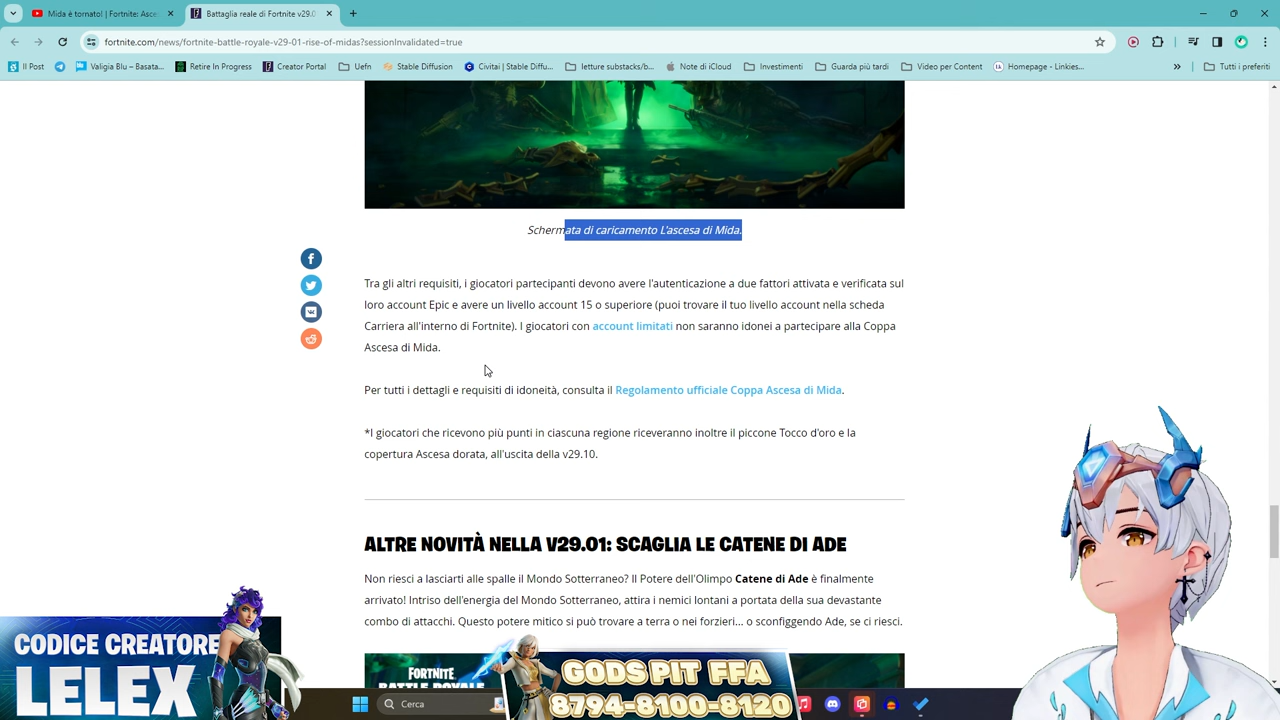 Mida è tornato! | Fortnite: Asce
Battaglia reale di Fortnite v29.0
fortnite.com/news/fortnite-battle-royale-v29-01-rise-of-midas?sessionInvalidated=true
Il Post
Valigia Blu – Basata...
Retire In Progress
Creator Portal
Uefn
Stable Diffusion
Civitai | Stable Diffu...
letture substacks/b...
Note di iCloud
Investimenti
Guarda più tardi
Video per Content
Homepage - Linkies...
Tutti i preferiti
Schermata di caricamento L'ascesa di Mida.
Tra gli altri requisiti, i giocatori partecipanti devono avere l'autenticazione a due fattori attivata e verificata sul
loro account Epic e avere un livello account 15 o superiore (puoi trovare il tuo livello account nella scheda
Carriera all'interno di Fortnite). I giocatori con account limitati non saranno idonei a partecipare alla Coppa
Ascesa di Mida.
Per tutti i dettagli e requisiti di idoneità, consulta il Regolamento ufficiale Coppa Ascesa di Mida.
*I giocatori che ricevono più punti in ciascuna regione riceveranno inoltre il piccone Tocco d'oro e la
copertura Ascesa dorata, all'uscita della v29.10.
ALTRE NOVITÀ NELLA V29.01: SCAGLIA LE CATENE DI ADE
Non riesci a lasciarti alle spalle il Mondo Sotterraneo? Il Potere dell'Olimpo Catene di Ade è finalmente
arrivato! Intriso dell'energia del Mondo Sotterraneo, attira i nemici lontani a portata della sua devastante
combo di attacchi. Questo potere mitico si può trovare a terra o nei forzieri... o sconfiggendo Ade, se ci riesci.
FORTNITE
BATTLE ROYALE
CODICE CREATORE
LELEX
Cerca
GODS PIT FFA
8794-8100-8120